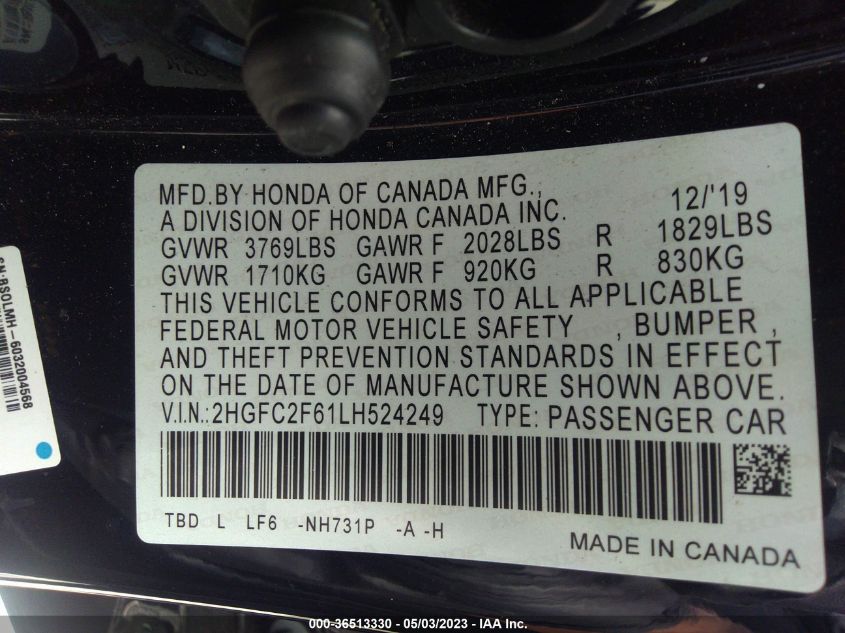 MFD.BY HONDA OF CANADA MFG., 12/'19
A DIVISION OF HONDA CANADA INC.
GVWR 3769LBS GAWR F 2028LBS R 1829LBS
GVWR 1710KG GAWR F 920KG R 830KG
THIS VEHICLE CONFORMS TO ALL APPLICABLE
FEDERAL MOTOR VEHICLE SAFETY , BUMPER ,
AND THEFT PREVENTION STANDARDS IN EFFECT
ON THE DATE OF MANUFACTURE SHOWN ABOVE.
V.I.N.:2HGFC2F61LH524249 TYPE: PASSENGER CAR
TBD L LF6 -NH731P -A -H
MADE IN CANADA
SN:BS0LMH-6032004568
000-36513330 - 05/03/2023 - IAA Inc.